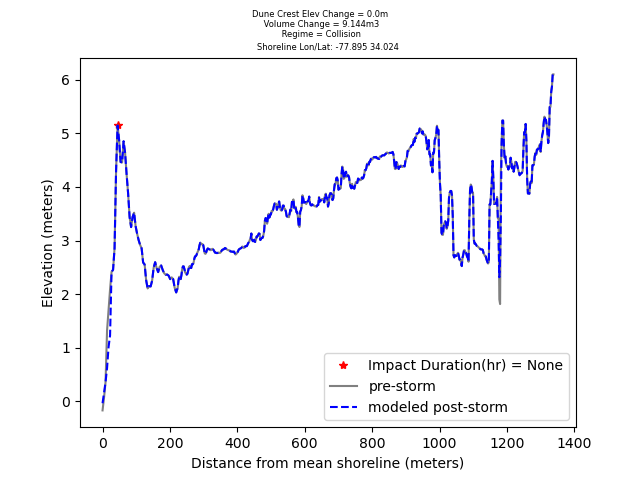 Dune Crest Elev Change = 0.0m
Volume Change = 9.144m3
Regime = Collision
Shoreline Lon/Lat: -77.895 34.024
6
5
4
3
2
1
0
Elevation (meters)
Impact Duration(hr) = None
pre-storm
modeled post-storm
0 200 400 600 800 1000 1200 1400
Distance from mean shoreline (meters)